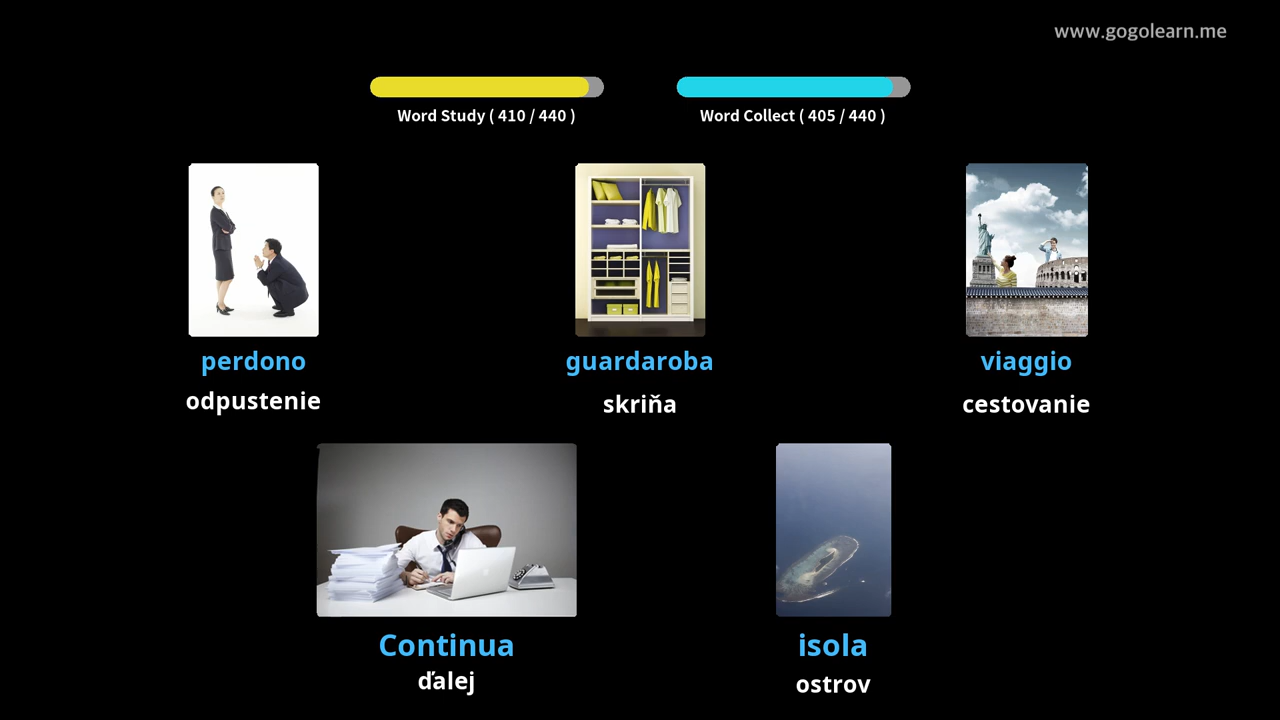 www.gogolearn.me
Word Study ( 410 / 440 )
Word Collect ( 405 / 440 )
perdono
odpustenie
guardaroba
skriňa
viaggio
cestovanie
Continua
ďalej
isola
ostrov